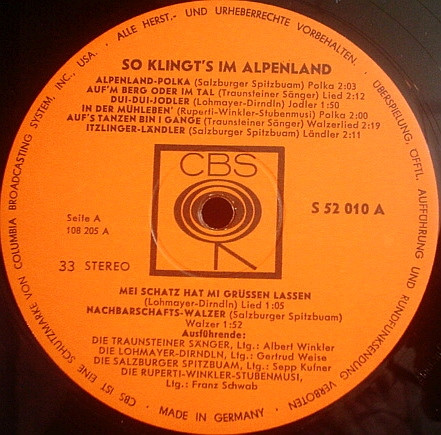 ALLE HERST.- UND URHEBERRECHTE VORBEHALTEN. · ÜBERSPIELUNG, ÖFFTL. AUFFÜHRUNG UND RUNDFUNKSENDUNG VERBOTEN
· MADE IN GERMANY ·
CBS IST EINE SCHUTZMARKE VON COLUMBIA BROADCASTING SYSTEM, INC., USA. ·
SO KLINGT'S IM ALPENLAND
ALPENLAND-POLKA (Salzburger Spitzbuam) Polka 2:03
AUF'M BERG ODER IM TAL (Traunsteiner Sänger) Lied 2:12
DUI-DUI-JODLER (Lohmayer-Dirndln) Jodler 1:50
IN DER MÜHLEBEN' (Ruperti-Winkler-Stubenmusi) Polka 2:00
AUF'S TANZEN BIN I GANGE (Traunsteiner Sänger) Walzerlied 2:19
ITZLINGER-LÄNDLER (Salzburger Spitzbuam) Ländler 2:11
CBS
Seite A
108 205 A
S 52 010 A
33 STEREO
MEI SCHATZ HAT MI GRÜSSEN LASSEN
(Lohmayer-Dirndln) Lied 1:05
NACHBARSCHAFTS-WALZER (Salzburger Spitzbuam)
Walzer 1:52
Ausführende:
DIE TRAUNSTEINER SÄNGER, Ltg.: Albert Winkler
DIE LOHMAYER-DIRNDLN, Ltg.: Gertrud Weise
DIE SALZBURGER SPITZBUAM, Ltg.: Sepp Kufner
DIE RUPERTI-WINKLER-STUBENMUSI,
Ltg.: Franz Schwab